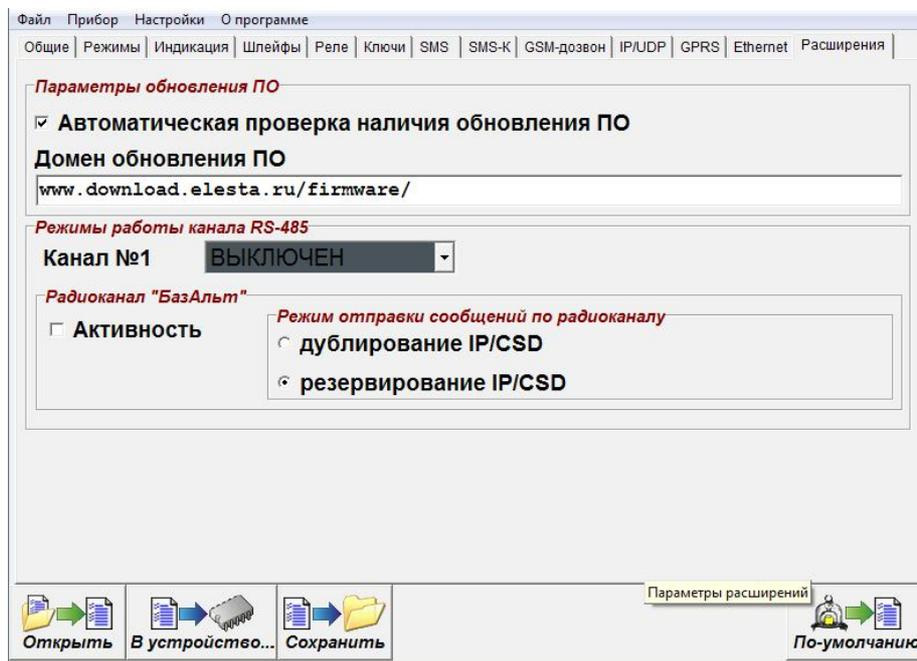 Файл Прибор Настройки О программе
Общие Режимы Индикация Шлейфы Реле Ключи SMS SMS-К GSM-дозвон IP/UDP GPRS Ethernet Расширения
Параметры обновления ПО
Автоматическая проверка наличия обновления ПО
Домен обновления ПО
www.download.elesta.ru/firmware/
Режимы работы канала RS-485
Канал №1 ВЫКЛЮЧЕН
Радиоканал "БазАльт"
Активность
Режим отправки сообщений по радиоканалу
дублирование IP/CSD
резервирование IP/CSD
Параметры расширений
Открыть В устройство... Сохранить По-умолчанию